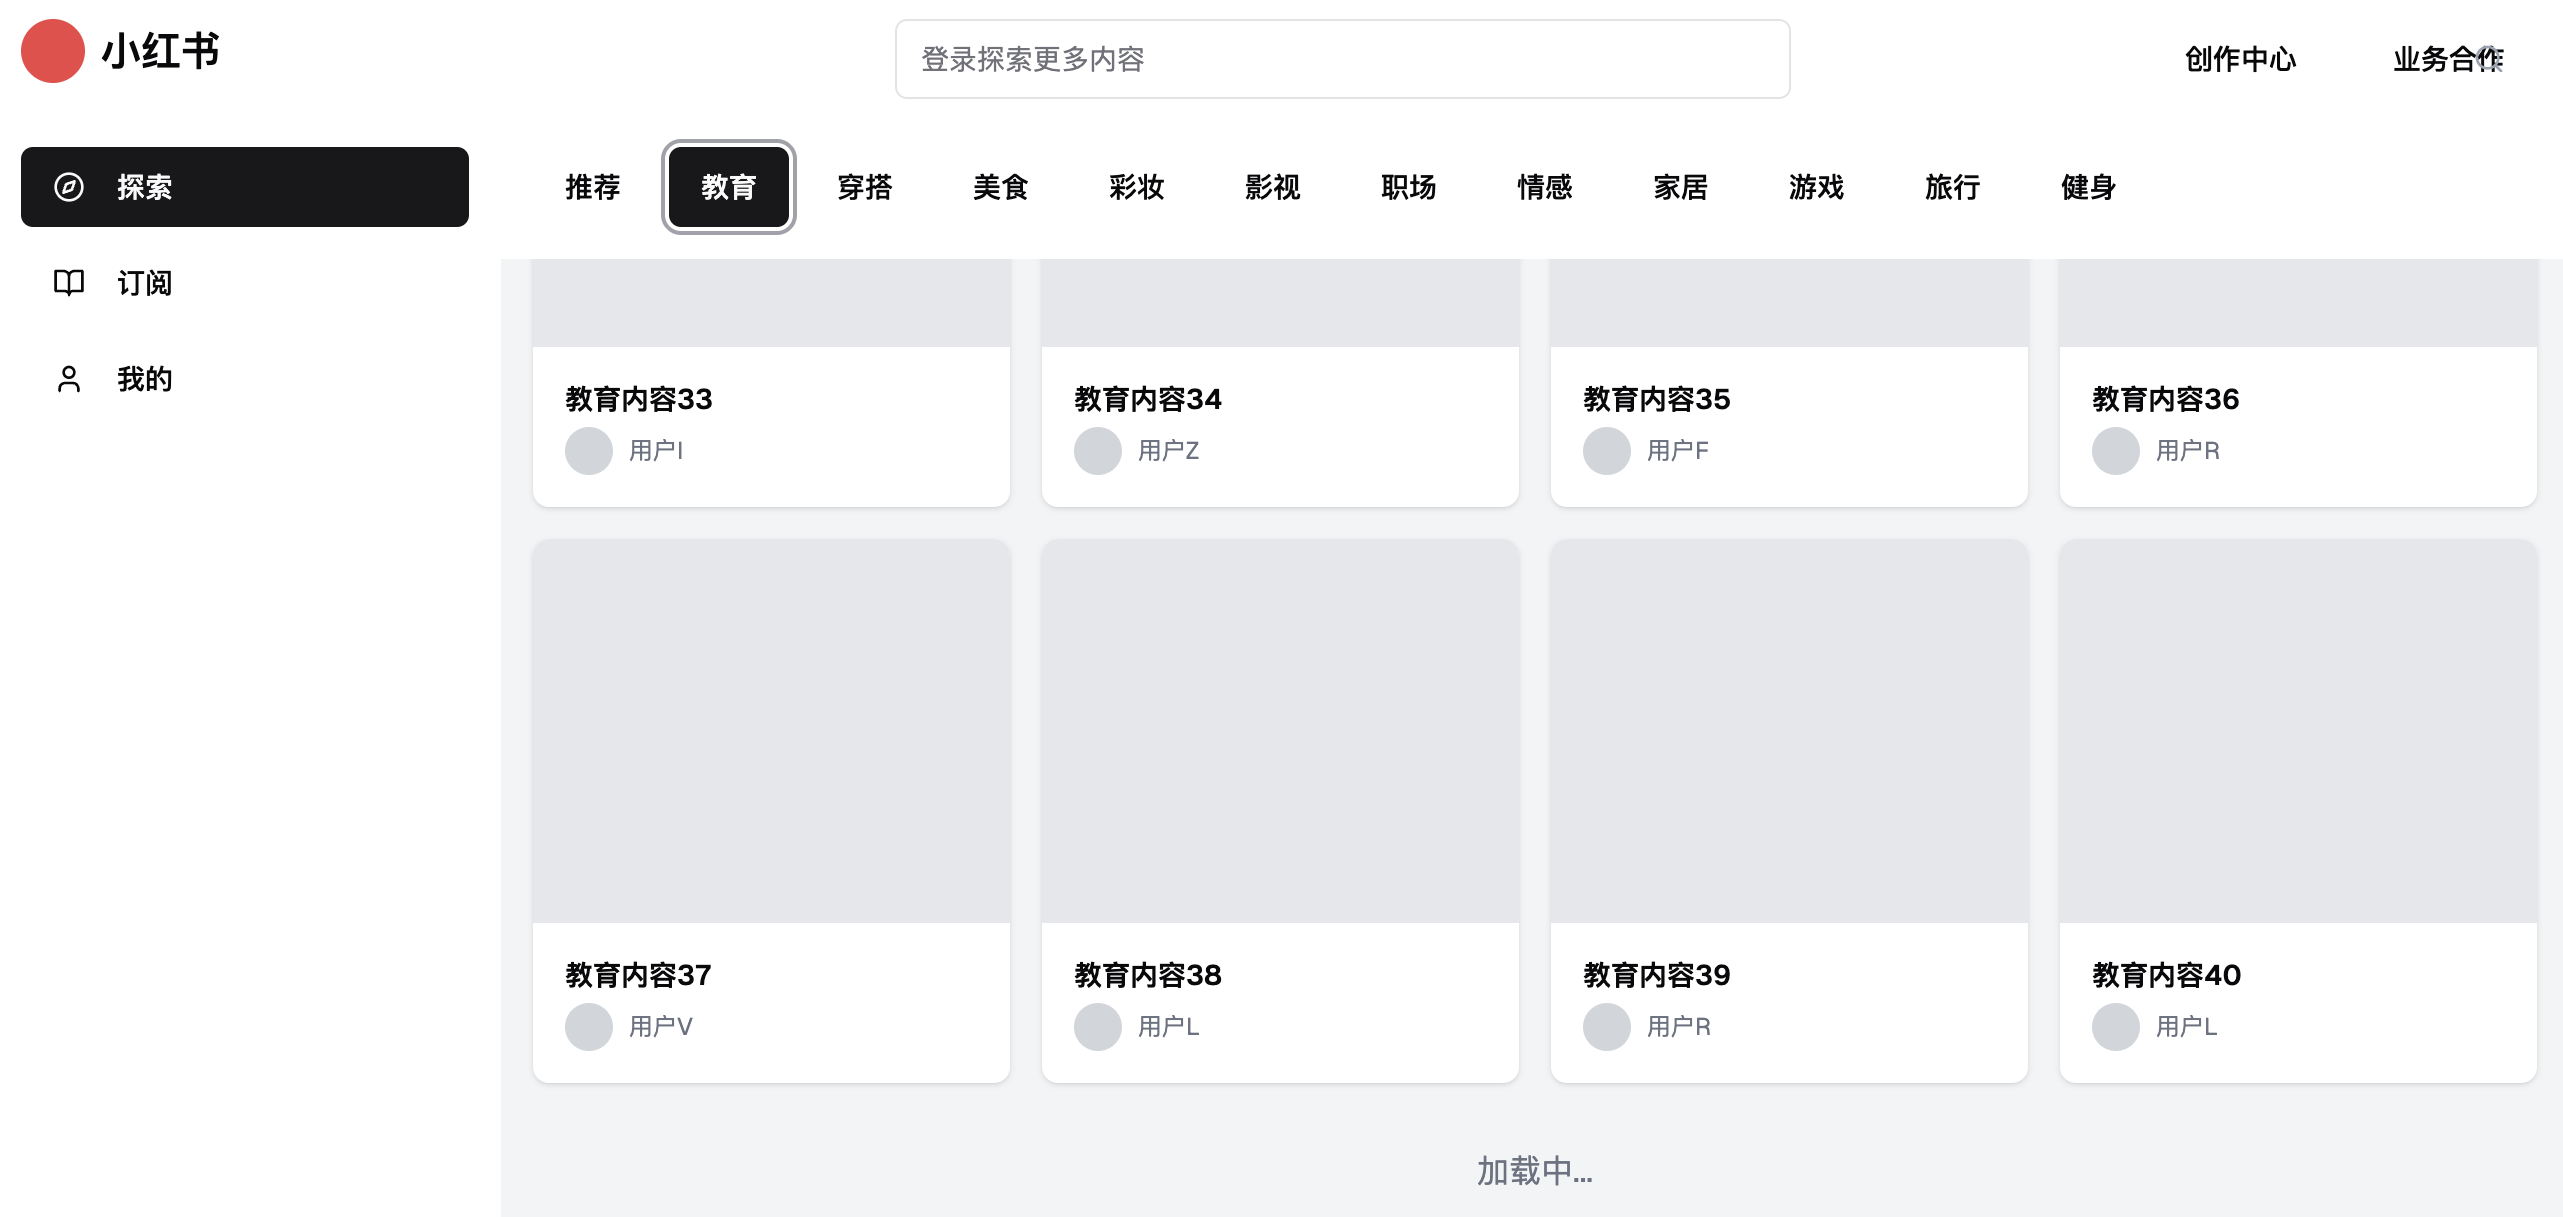 小红书
登录探索更多内容
创作中心 业务合作
探索
订阅
我的
推荐 教育 穿搭 美食 彩妆 影视 职场 情感 家居 游戏 旅行 健身
教育内容33
用户I
教育内容34
用户Z
教育内容35
用户F
教育内容36
用户R
教育内容37
用户V
教育内容38
用户L
教育内容39
用户R
教育内容40
用户L
加载中...